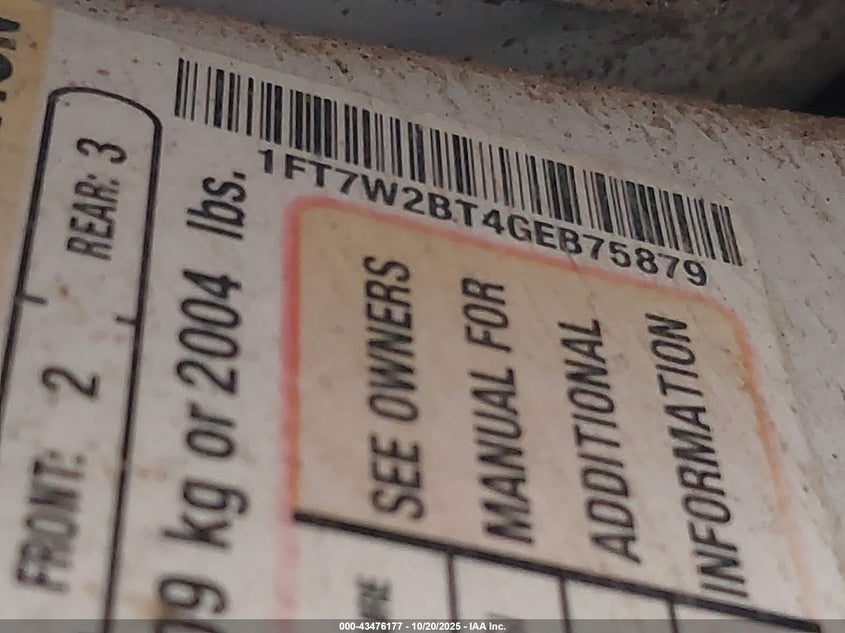 1FT7W2BT4GEB75879
FRONT: 2 REAR: 3
kg or 2004 lbs.
SEE OWNERS
MANUAL FOR
ADDITIONAL
INFORMATION
000-43476177 - 10/20/2025 - IAA Inc.